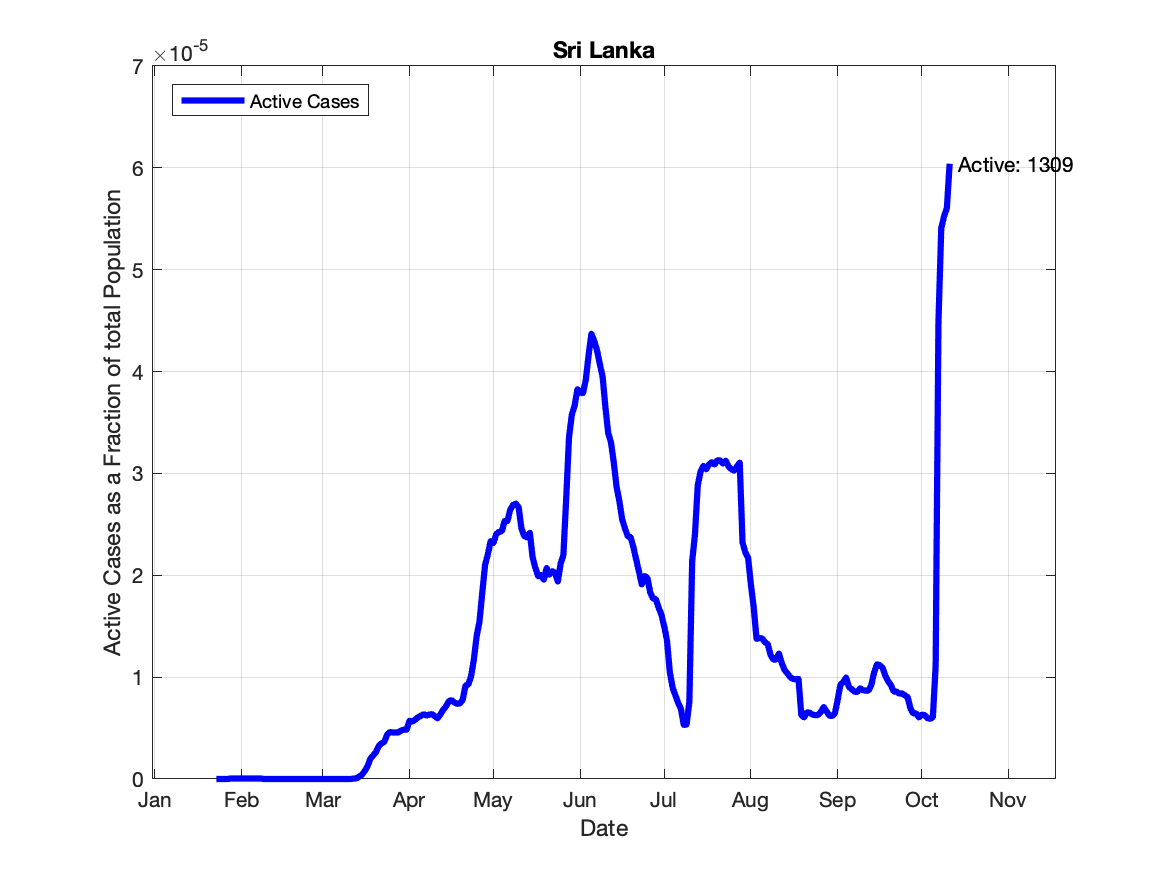 Sri Lanka
×10⁻⁵
7
6
5
4
3
2
1
0
Active Cases
Active: 1309
Active Cases as a Fraction of total Population
Jan Feb Mar Apr May Jun Jul Aug Sep Oct Nov
Date